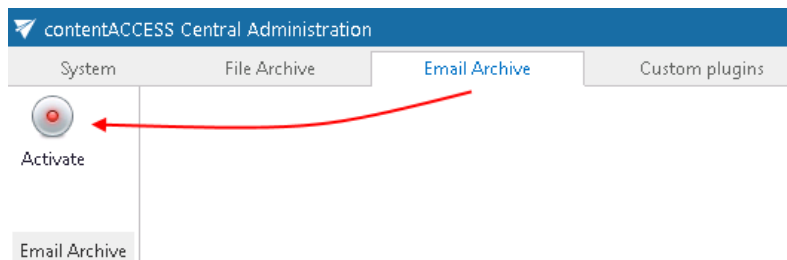 contentACCESS Central Administration
System File Archive Email Archive Custom plugins
Activate
Email Archive